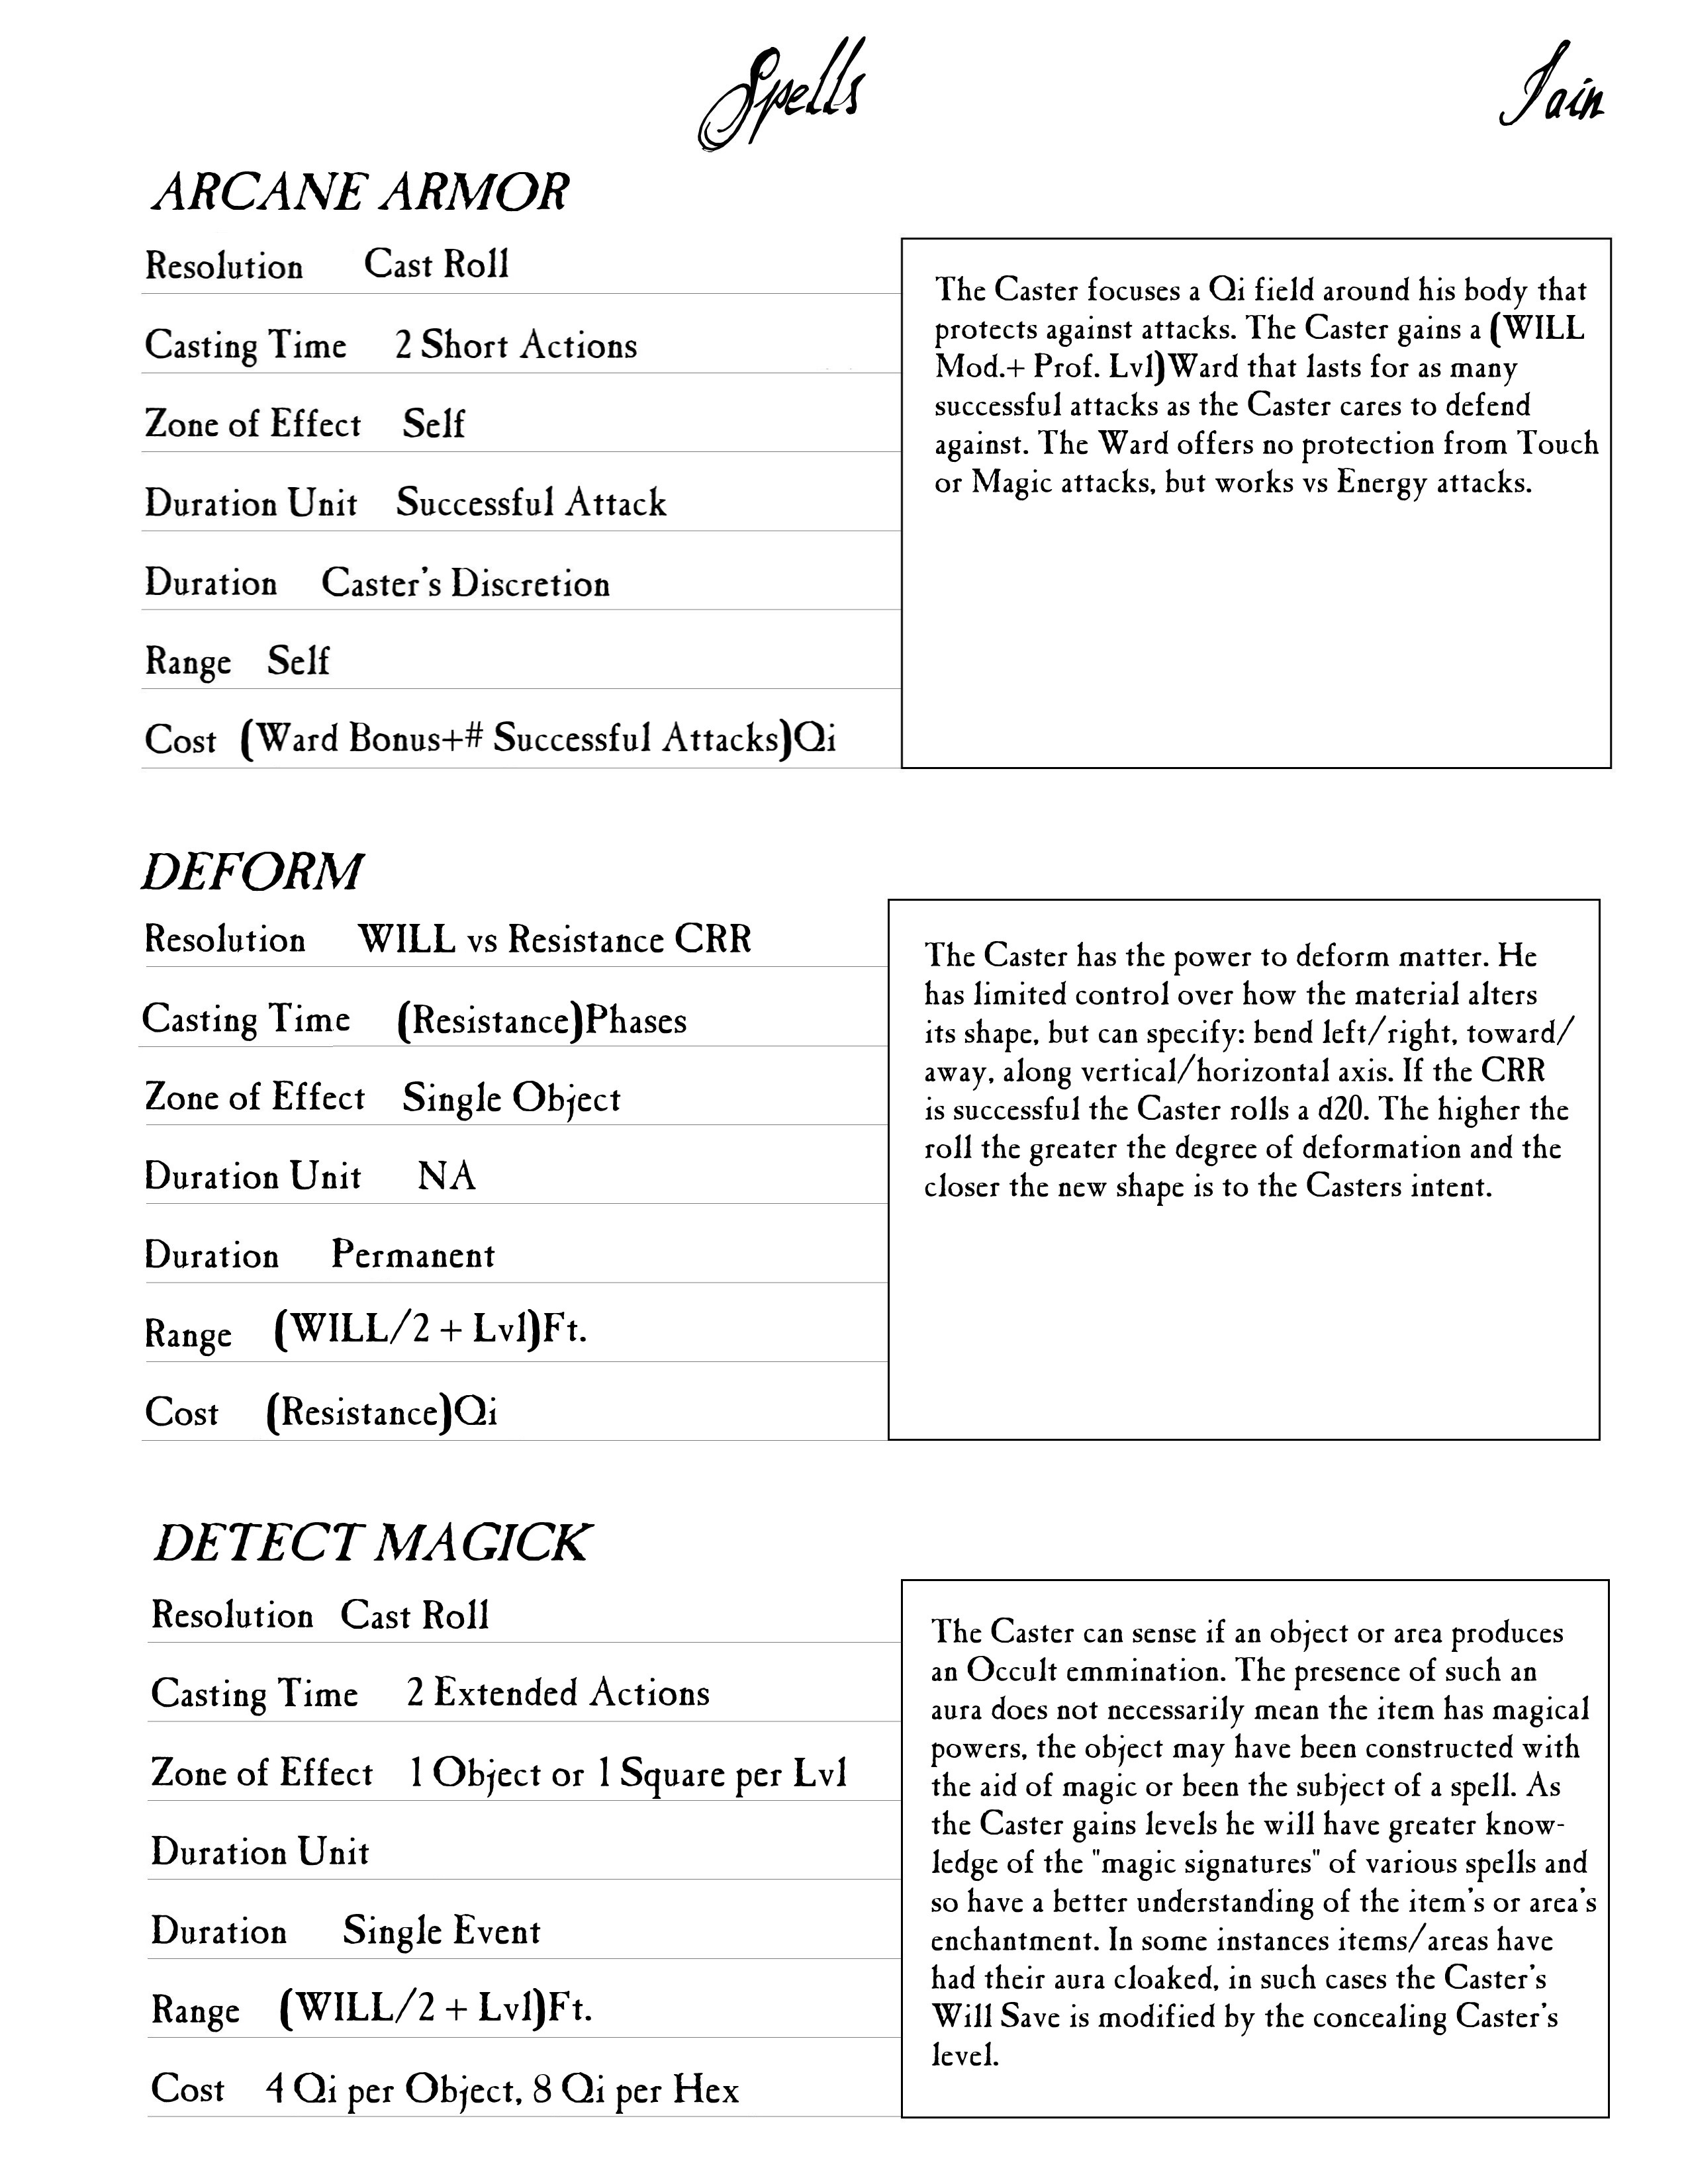 Spells
Iain
ARCANE ARMOR
Resolution Cast Roll
Casting Time 2 Short Actions
Zone of Effect Self
Duration Unit Successful Attack
Duration Caster's Discretion
Range Self
Cost (Ward Bonus+# Successful Attacks)Qi
The Caster focuses a Qi field around his body that
protects against attacks. The Caster gains a (WILL
Mod.+ Prof. Lvl)Ward that lasts for as many
successful attacks as the Caster cares to defend
against. The Ward offers no protection from Touch
or Magic attacks, but works vs Energy attacks.
DEFORM
Resolution WILL vs Resistance CRR
Casting Time (Resistance)Phases
Zone of Effect Single Object
Duration Unit NA
Duration Permanent
Range (WILL/2 + Lvl)Ft.
Cost (Resistance)Qi
The Caster has the power to deform matter. He
has limited control over how the material alters
its shape, but can specify: bend left/right, toward/
away, along vertical/horizontal axis. If the CRR
is successful the Caster rolls a d20. The higher the
roll the greater the degree of deformation and the
closer the new shape is to the Casters intent.
DETECT MAGICK
Resolution Cast Roll
Casting Time 2 Extended Actions
Zone of Effect 1 Object or 1 Square per Lvl
Duration Unit
Duration Single Event
Range (WILL/2 + Lvl)Ft.
Cost 4 Qi per Object, 8 Qi per Hex
The Caster can sense if an object or area produces
an Occult emmination. The presence of such an
aura does not necessarily mean the item has magical
powers, the object may have been constructed with
the aid of magic or been the subject of a spell. As
the Caster gains levels he will have greater know-
ledge of the "magic signatures" of various spells and
so have a better understanding of the item's or area's
enchantment. In some instances items/areas have
had their aura cloaked, in such cases the Caster's
Will Save is modified by the concealing Caster's
level.